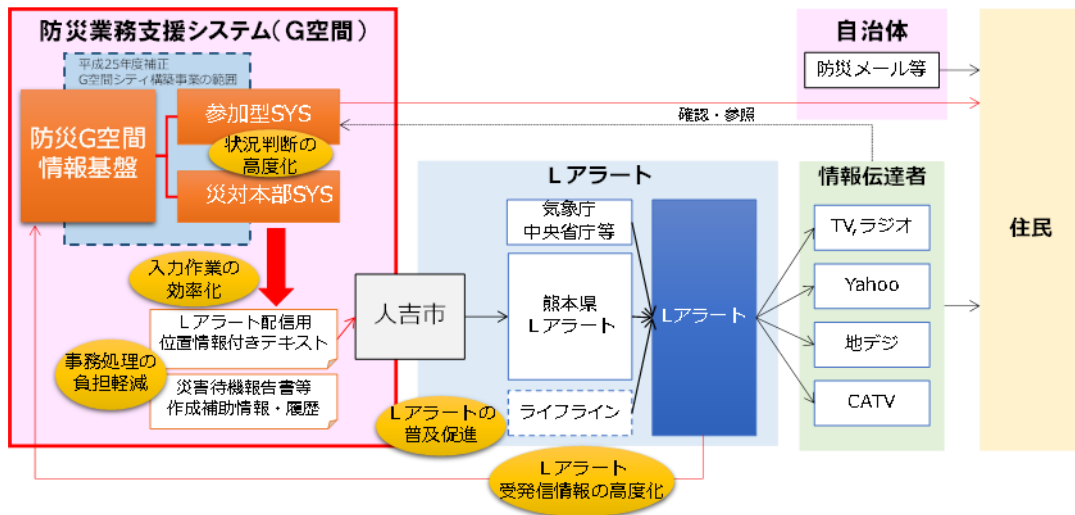 防災業務支援システム(G空間)
平成25年度補正
G空間シティ構築事業の範囲
防災G空間
情報基盤
参加型SYS
状況判断の
高度化
災対本部SYS
入力作業の
効率化
Lアラート配信用
位置情報付きテキスト
事務処理の
負担軽減
災害待機報告書等
作成補助情報・履歴
人吉市
Lアラートの
普及促進
Lアラート
気象庁
中央省庁等
熊本県
Lアラート
ライフライン
Lアラート
Lアラート
受発信情報の高度化
確認・参照
自治体
防災メール等
情報伝達者
TV,ラジオ
Yahoo
地デジ
CATV
住民